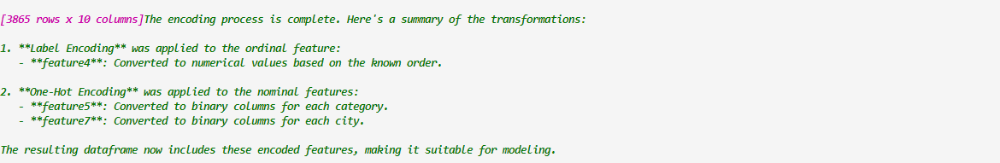 [3865 rows x 10 columns]The encoding process is complete. Here's a summary of the transformations:
1. **Label Encoding** was applied to the ordinal feature:
- **feature4**: Converted to numerical values based on the known order.
2. **One-Hot Encoding** was applied to the nominal features:
- **feature5**: Converted to binary columns for each category.
- **feature7**: Converted to binary columns for each city.
The resulting dataframe now includes these encoded features, making it suitable for modeling.